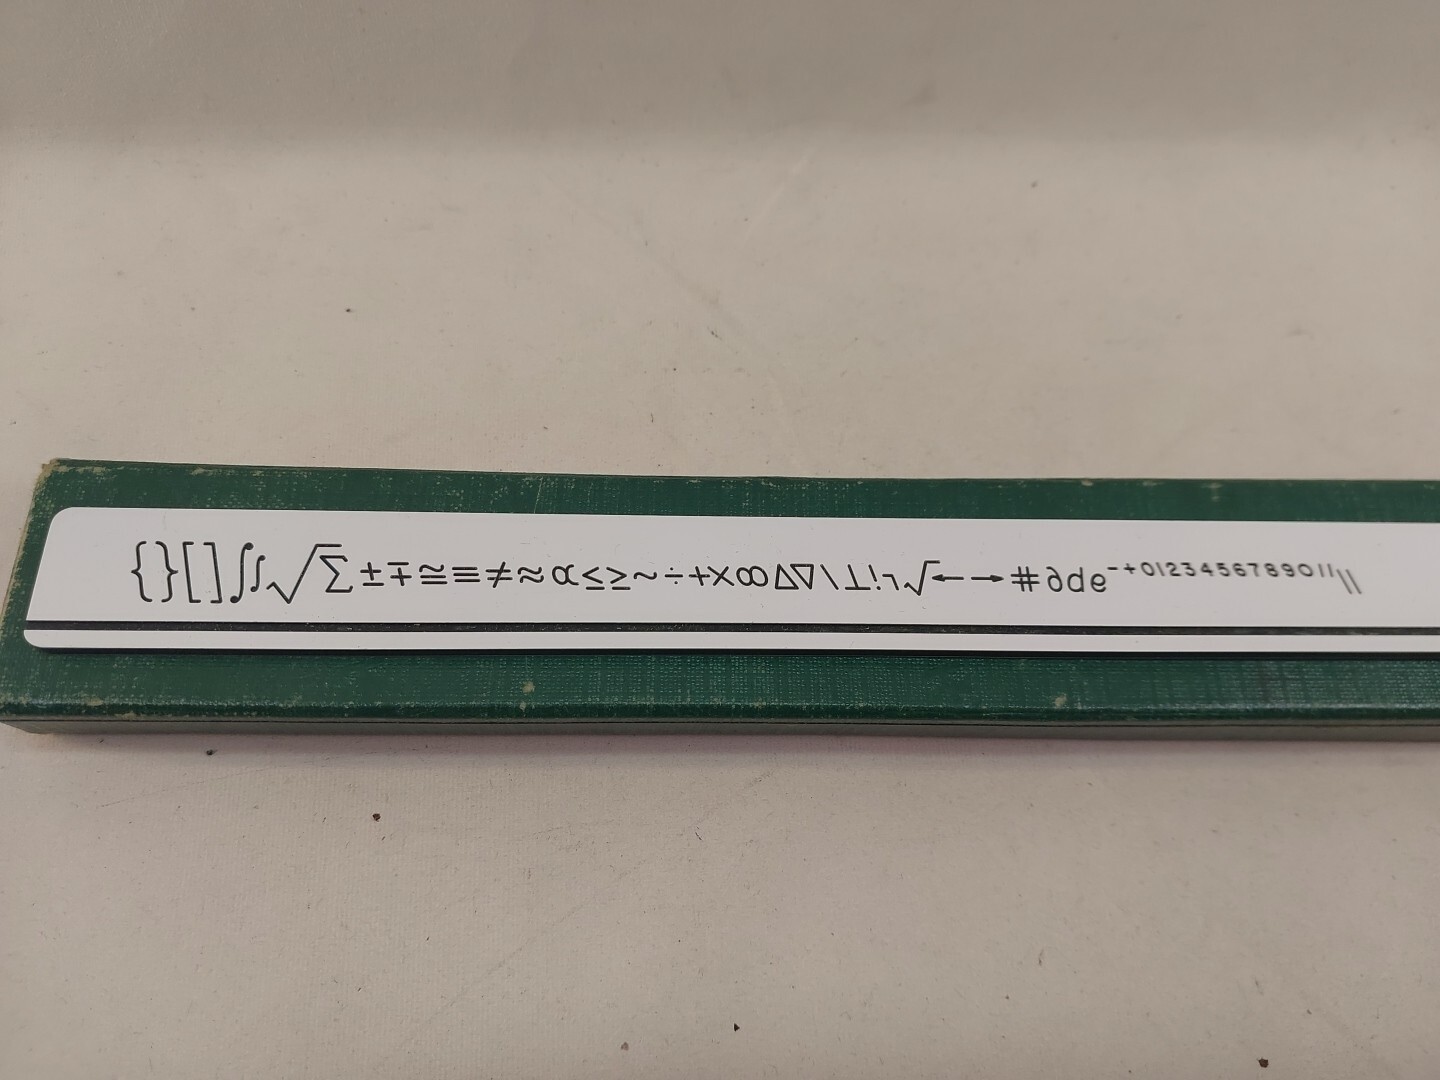 {}[]∫∫√∑±∓≅≡≠≈∝≤≥~÷+×∞∆∇\⊥!¬√←→#∂de⁻⁺01234567890//\\